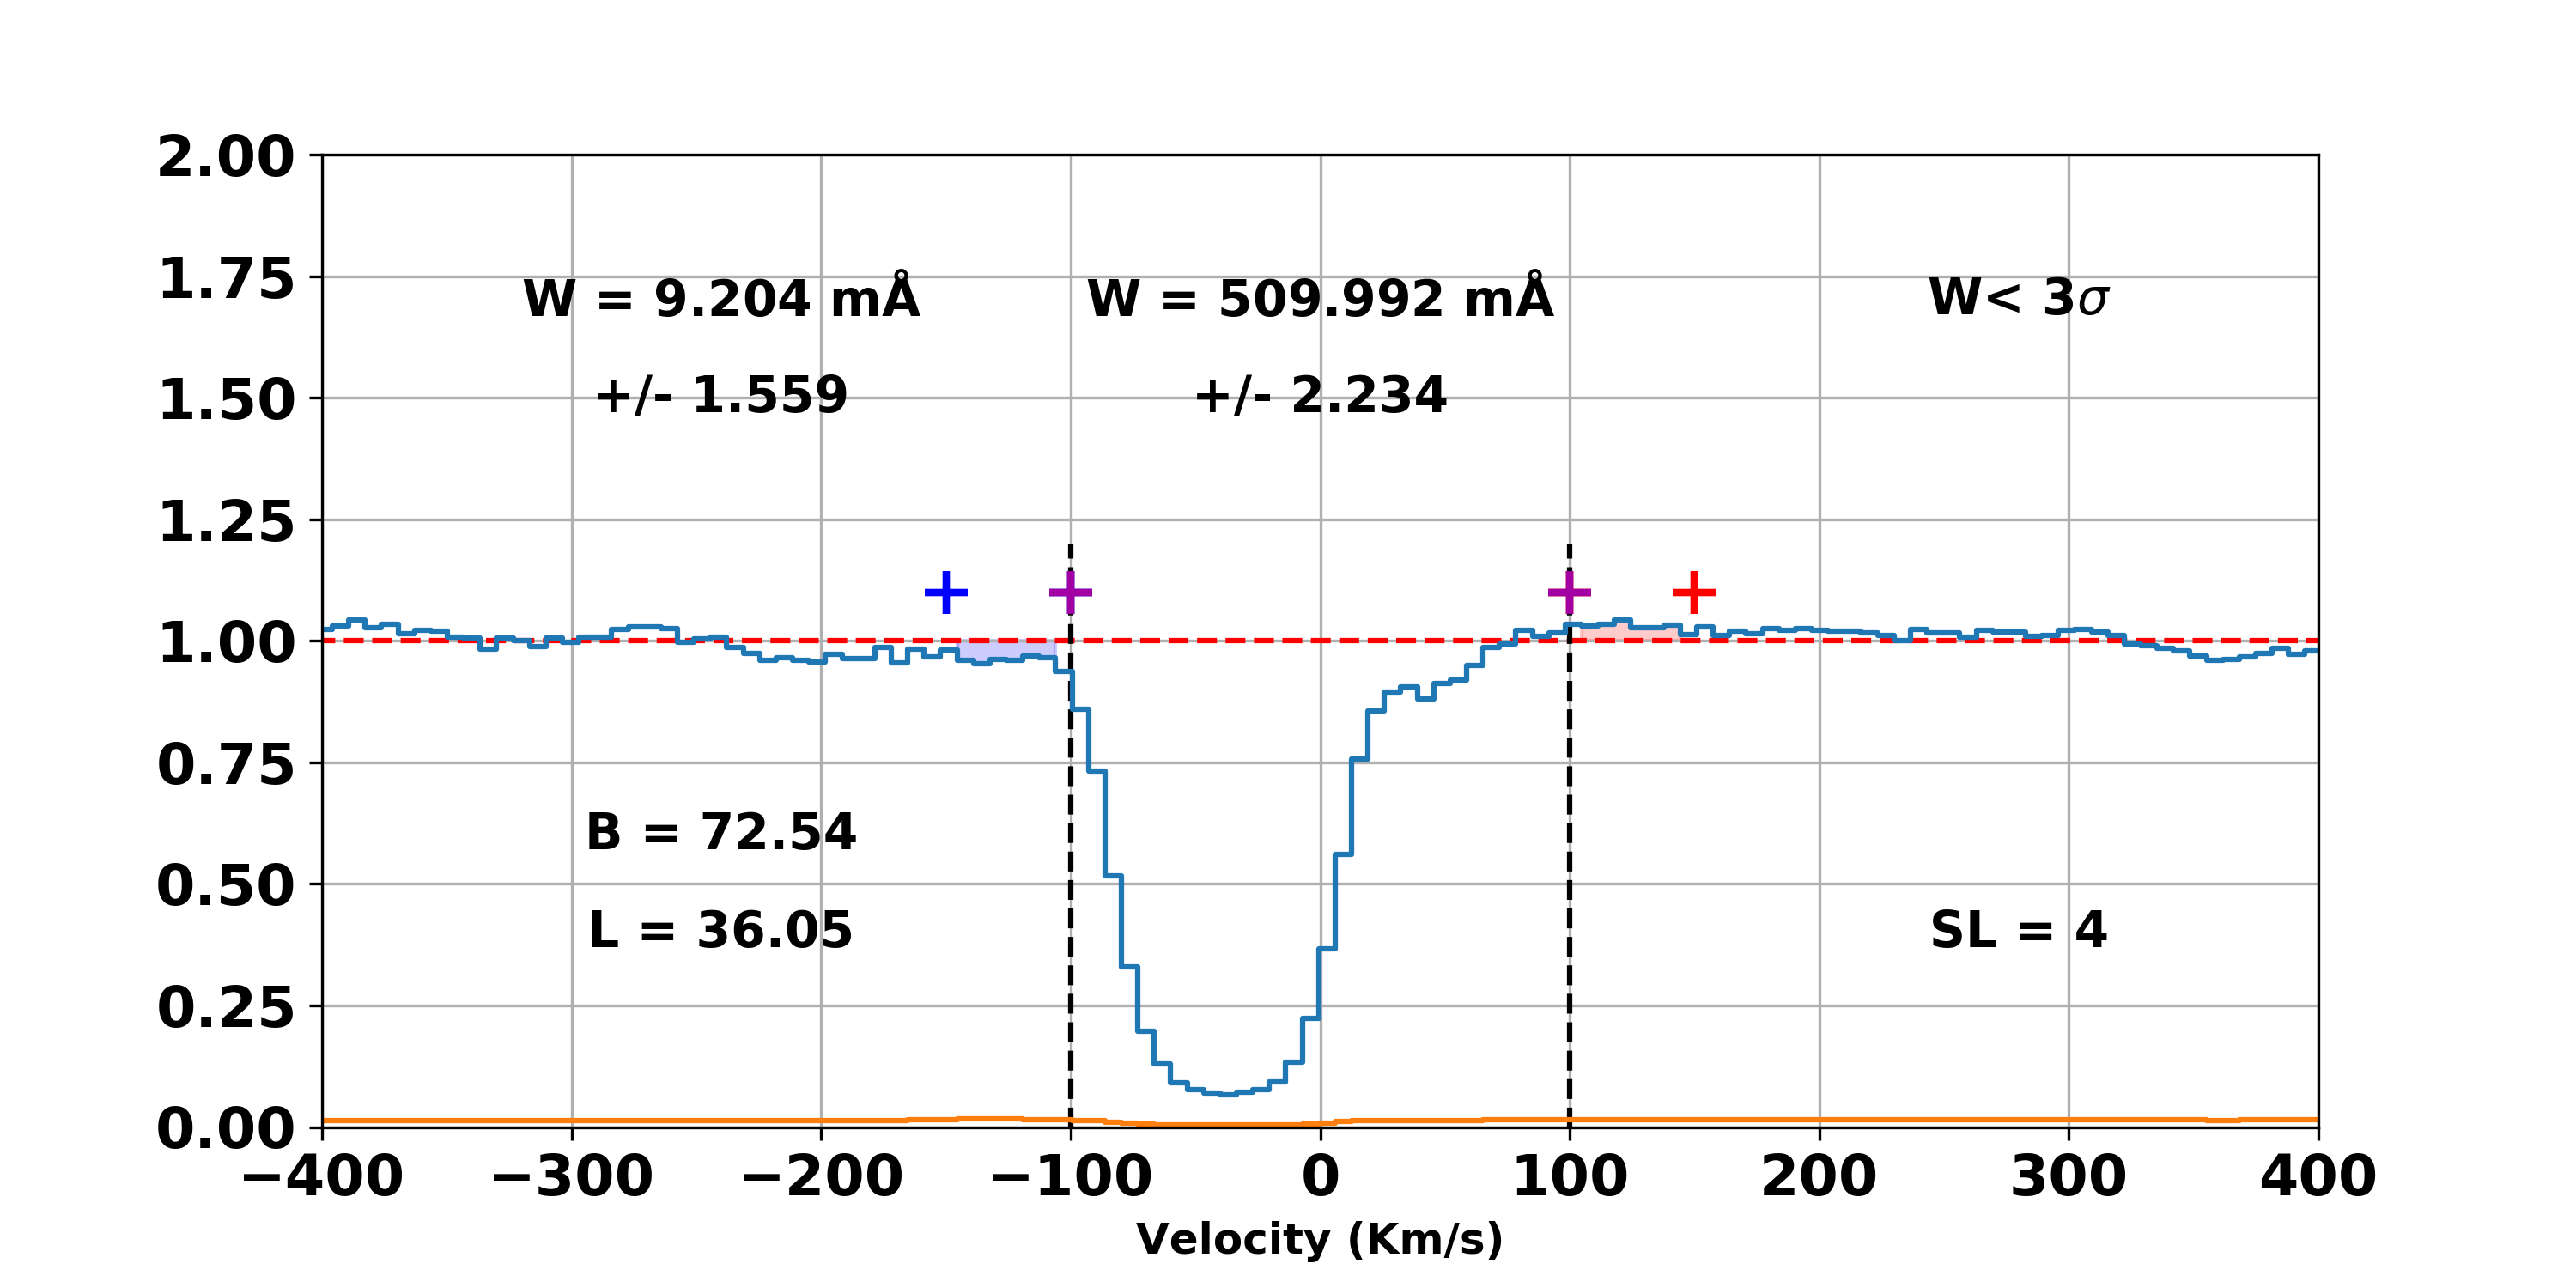 2.00
1.75
1.50
1.25
1.00
0.75
0.50
0.25
0.00
W = 9.204 mÅ
+/- 1.559
W = 509.992 mÅ
+/- 2.234
W< 3σ
B = 72.54
L = 36.05
SL = 4
−400 −300 −200 −100 0 100 200 300 400
Velocity (Km/s)